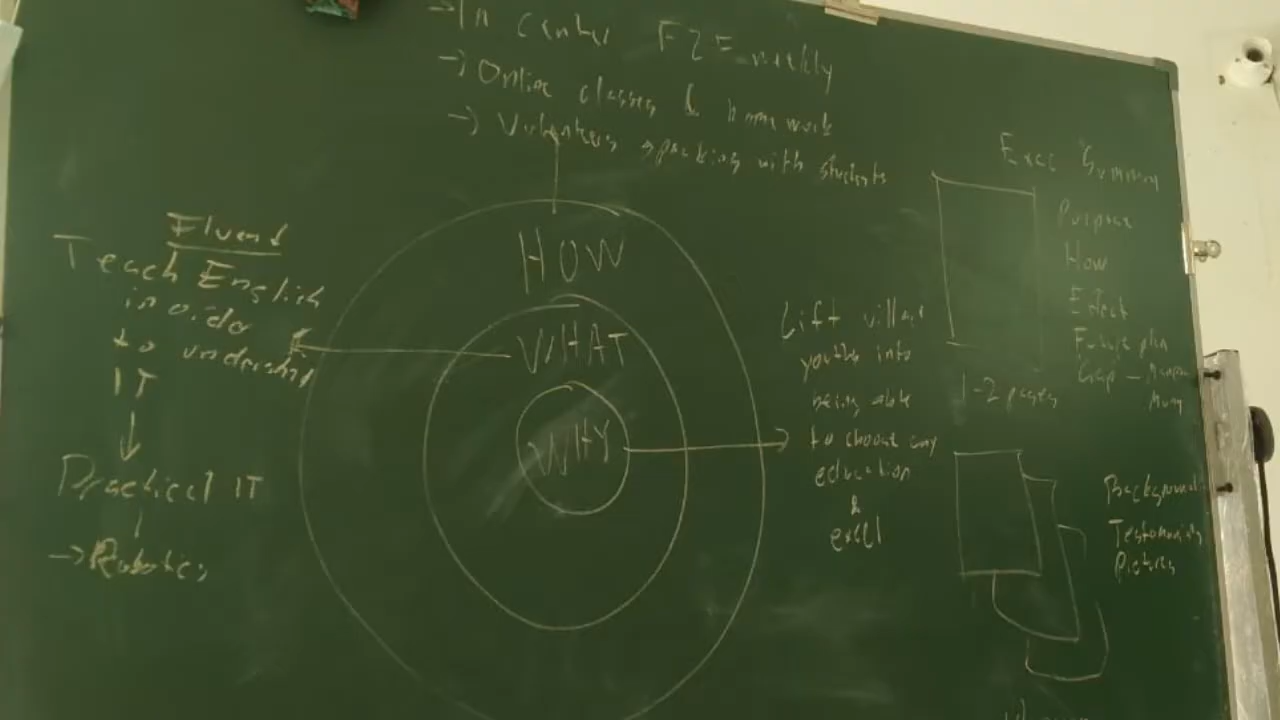 → In center F2F weekly
→ Online classes & homework
→ Volunteers speaking with students
HOW
WHAT
WHY
Fluent
Teach English
in order
to understand
IT
Practical IT
→ Robotics
Lift village
youths into
being able
to choose any
education
&
excel
Exec Summary
Purpose
How
Effect
Future plan
Gap -
1-2 pages
Background
Testomonials
Pictures